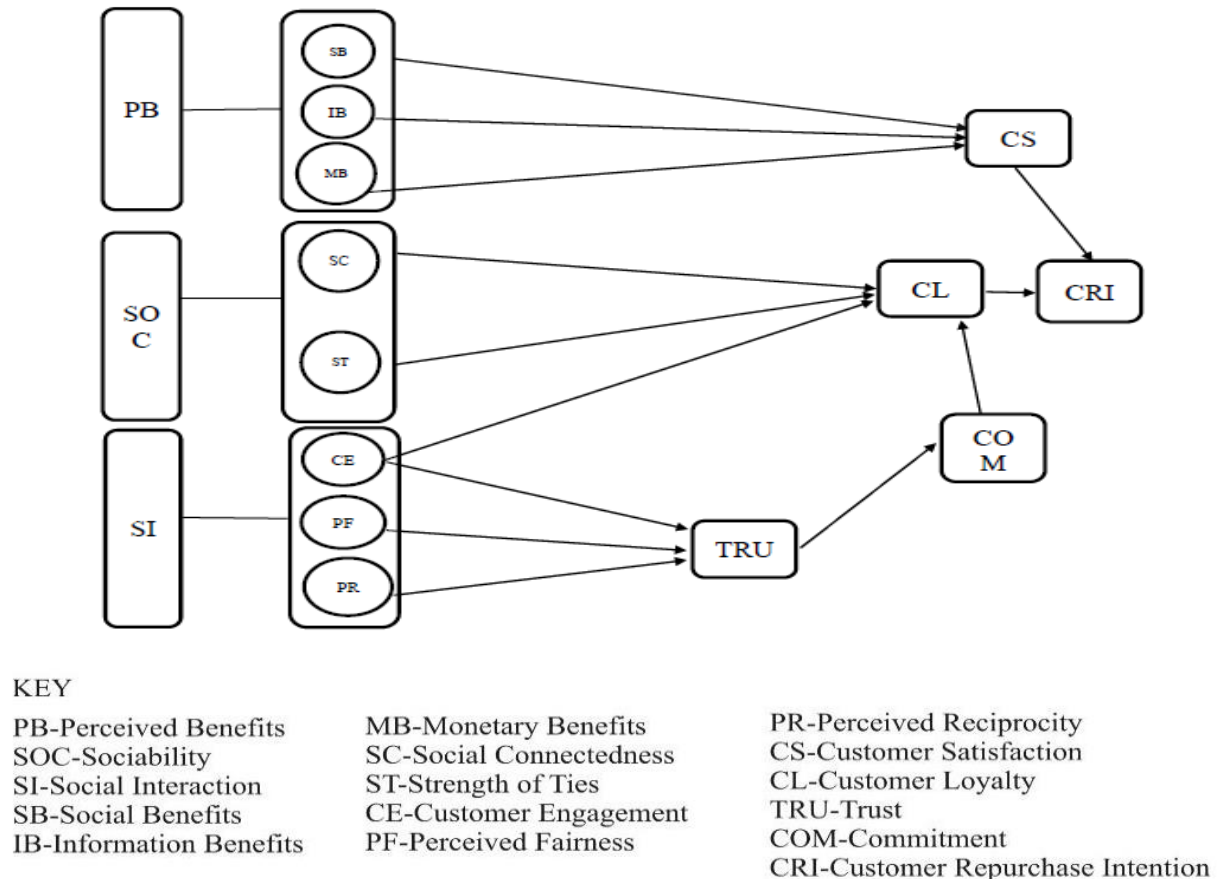 PB
SB
IB
MB
CS
SO
C
SC
ST
CL
CRI
SI
CE
PF
PR
TRU
CO
M
KEY
PB-Perceived Benefits
SOC-Sociability
SI-Social Interaction
SB-Social Benefits
IB-Information Benefits
MB-Monetary Benefits
SC-Social Connectedness
ST-Strength of Ties
CE-Customer Engagement
PF-Perceived Fairness
PR-Perceived Reciprocity
CS-Customer Satisfaction
CL-Customer Loyalty
TRU-Trust
COM-Commitment
CRI-Customer Repurchase Intention